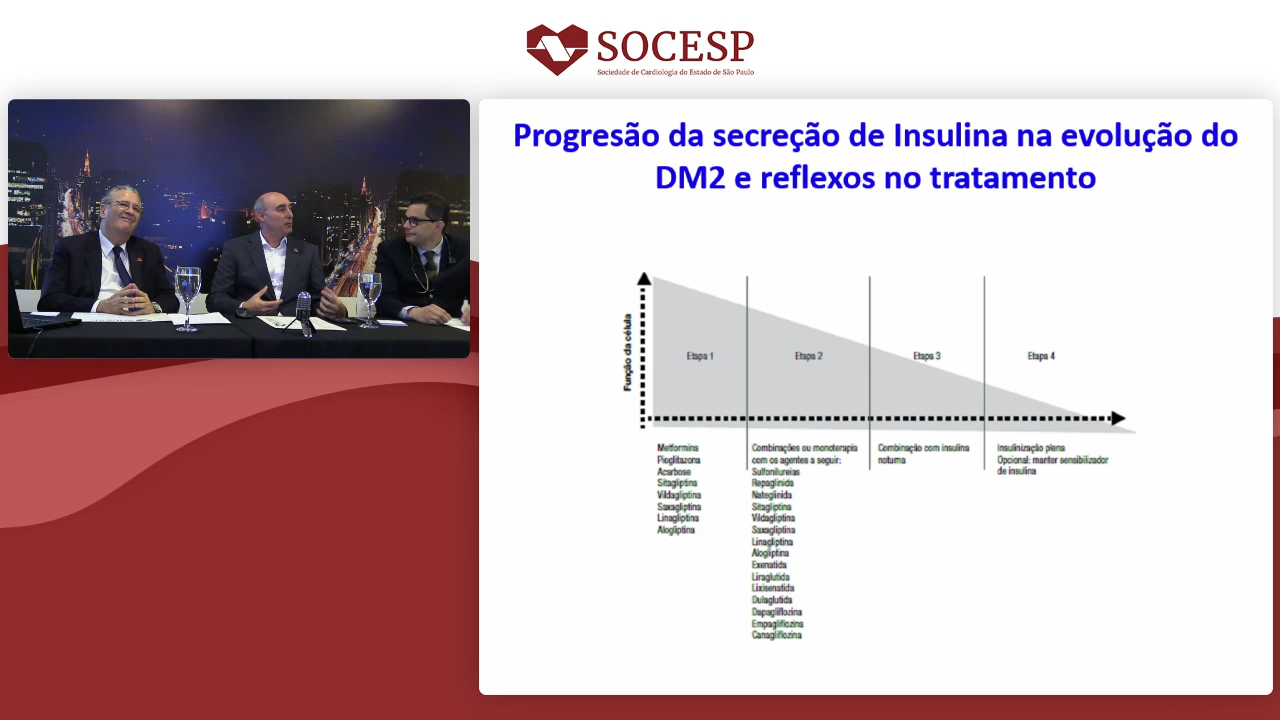 SOCESP
Sociedade de Cardiologia do Estado de São Paulo
Progresão da secreção de Insulina na evolução do
DM2 e reflexos no tratamento
Função da célula
Etapa 1
Etapa 2
Etapa 3
Etapa 4
Metformina
Pioglitazona
Acarbose
Sitagliptina
Vildagliptina
Saxagliptina
Linagliptina
Alogliptina
Combinações ou monoterapia
com os agentes a seguir:
Sulfonilureias
Repaglinida
Nateglinida
Sitagliptina
Vildagliptina
Saxagliptina
Linagliptina
Alogliptina
Exenatida
Liraglutida
Lixisenatida
Dulaglutida
Dapagliflozina
Empagliflozina
Canagliflozina
Combinação com insulina
noturna
Insulinização plena
Opcional: manter sensibilizador
de insulina